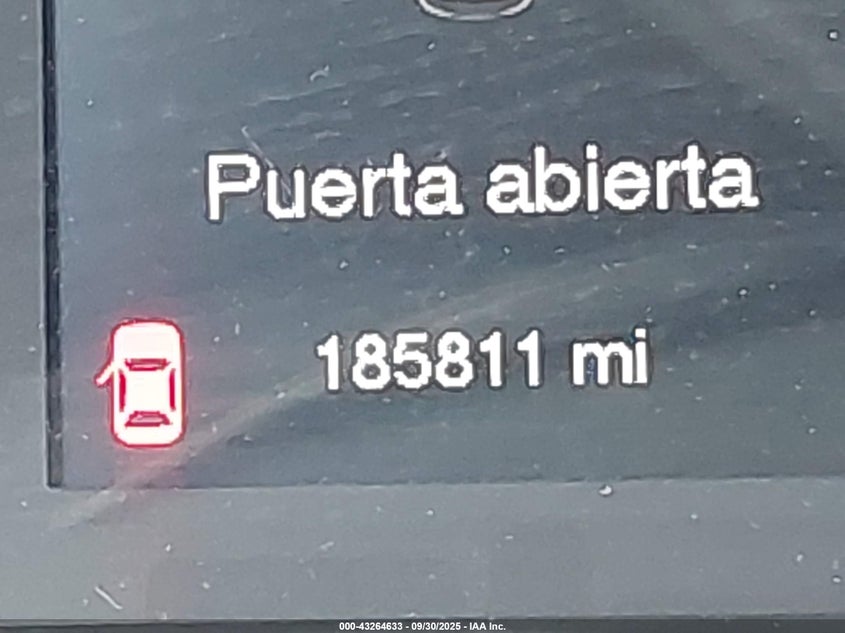 Puerta abierta
185811 mi
000-43264633 - 09/30/2025 - IAA Inc.